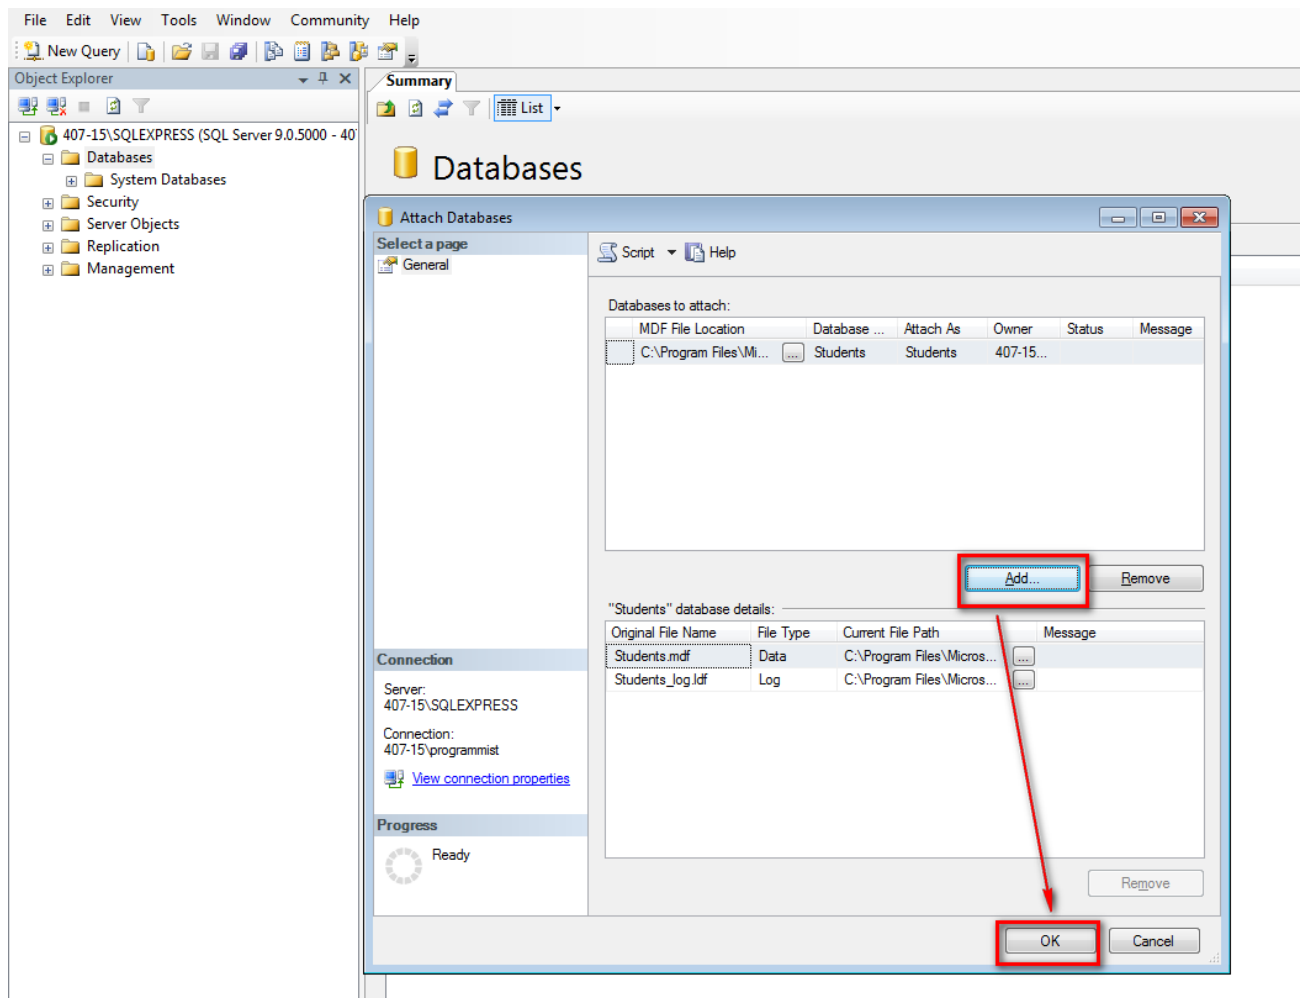 File Edit View Tools Window Community Help
New Query
Object Explorer
Summary
List
407-15\SQLEXPRESS (SQL Server 9.0.5000 - 40
Databases
System Databases
Security
Server Objects
Replication
Management
Databases
Attach Databases
Select a page
General
Script Help
Databases to attach:
MDF File Location Database ... Attach As Owner Status Message
C:\Program Files\Mi... ... Students Students 407-15...
Add... Remove
"Students" database details:
Original File Name File Type Current File Path Message
Students.mdf Data C:\Program Files\Micros... ...
Students_log.ldf Log C:\Program Files\Micros... ...
Connection
Server:
407-15\SQLEXPRESS
Connection:
407-15\programmist
View connection properties
Progress
Ready
Remove
OK Cancel